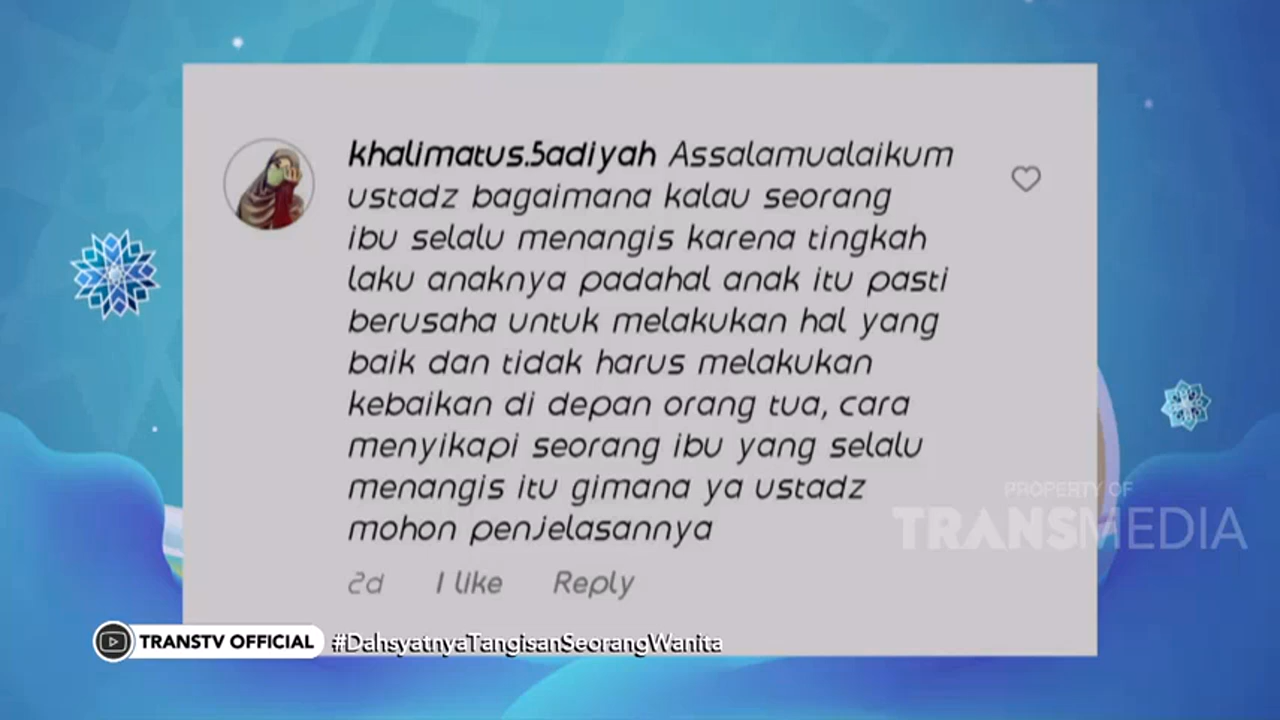 khalimatus.5adiyah Assalamualaikum
ustadz bagaimana kalau seorang
ibu selalu menangis karena tingkah
laku anaknya padahal anak itu pasti
berusaha untuk melakukan hal yang
baik dan tidak harus melakukan
kebaikan di depan orang tua, cara
menyikapi seorang ibu yang selalu
menangis itu gimana ya ustadz
mohon penjelasannya
2d 1 like Reply
PROPERTY OF
TRANSMEDIA
TRANSTV OFFICIAL #DahsyatnyaTangisanSeorangWanita